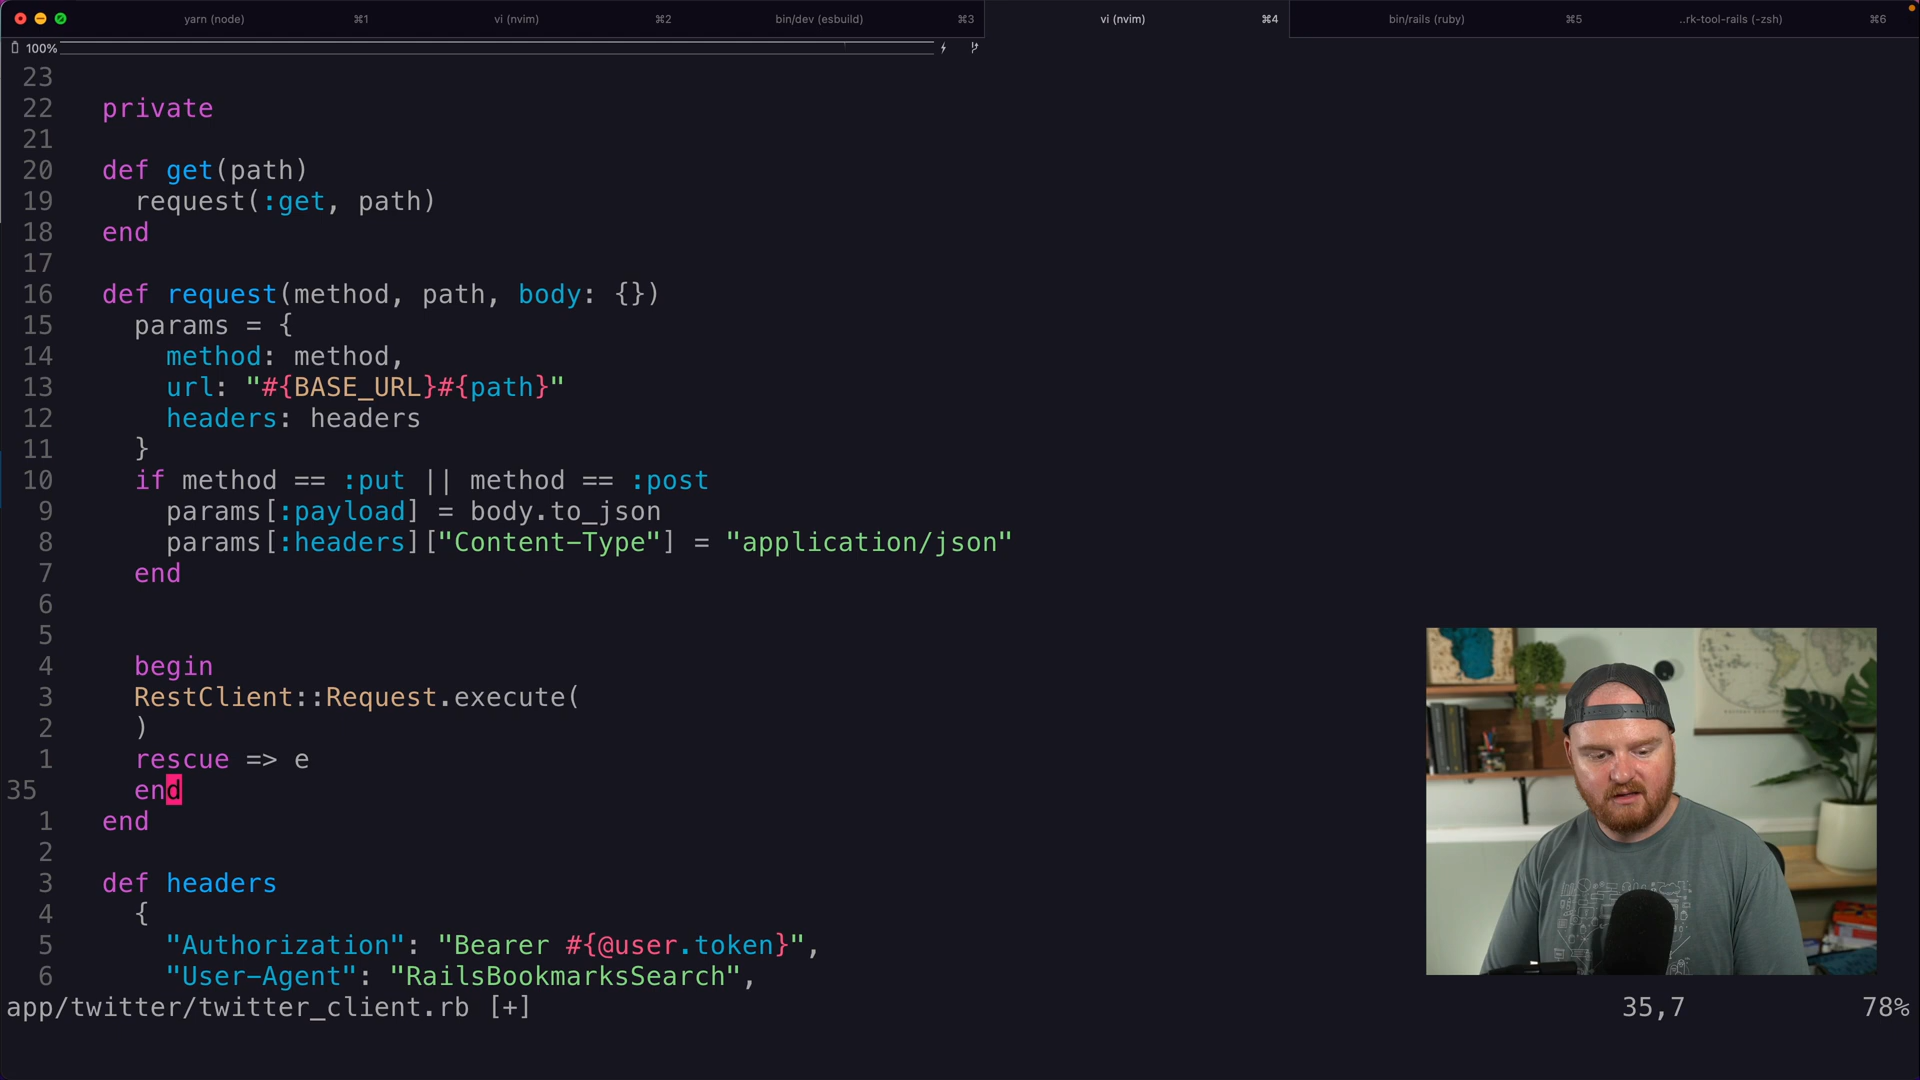 yarn (node) ⌘1 vi (nvim) ⌘2 bin/dev (esbuild) ⌘3 vi (nvim) ⌘4 bin/rails (ruby) ⌘5 ..rk-tool-rails (-zsh) ⌘6
100%
23
22 private
21
20 def get(path)
19 request(:get, path)
18 end
17
16 def request(method, path, body: {})
15 params = {
14 method: method,
13 url: "#{BASE_URL}#{path}"
12 headers: headers
11 }
10 if method == :put || method == :post
9 params[:payload] = body.to_json
8 params[:headers]["Content-Type"] = "application/json"
7 end
6
5
4 begin
3 RestClient::Request.execute(
2 )
1 rescue => e
35 end
1 end
2
3 def headers
4 {
5 "Authorization": "Bearer #{@user.token}",
6 "User-Agent": "RailsBookmarksSearch",
app/twitter/twitter_client.rb [+] 35,7 78%